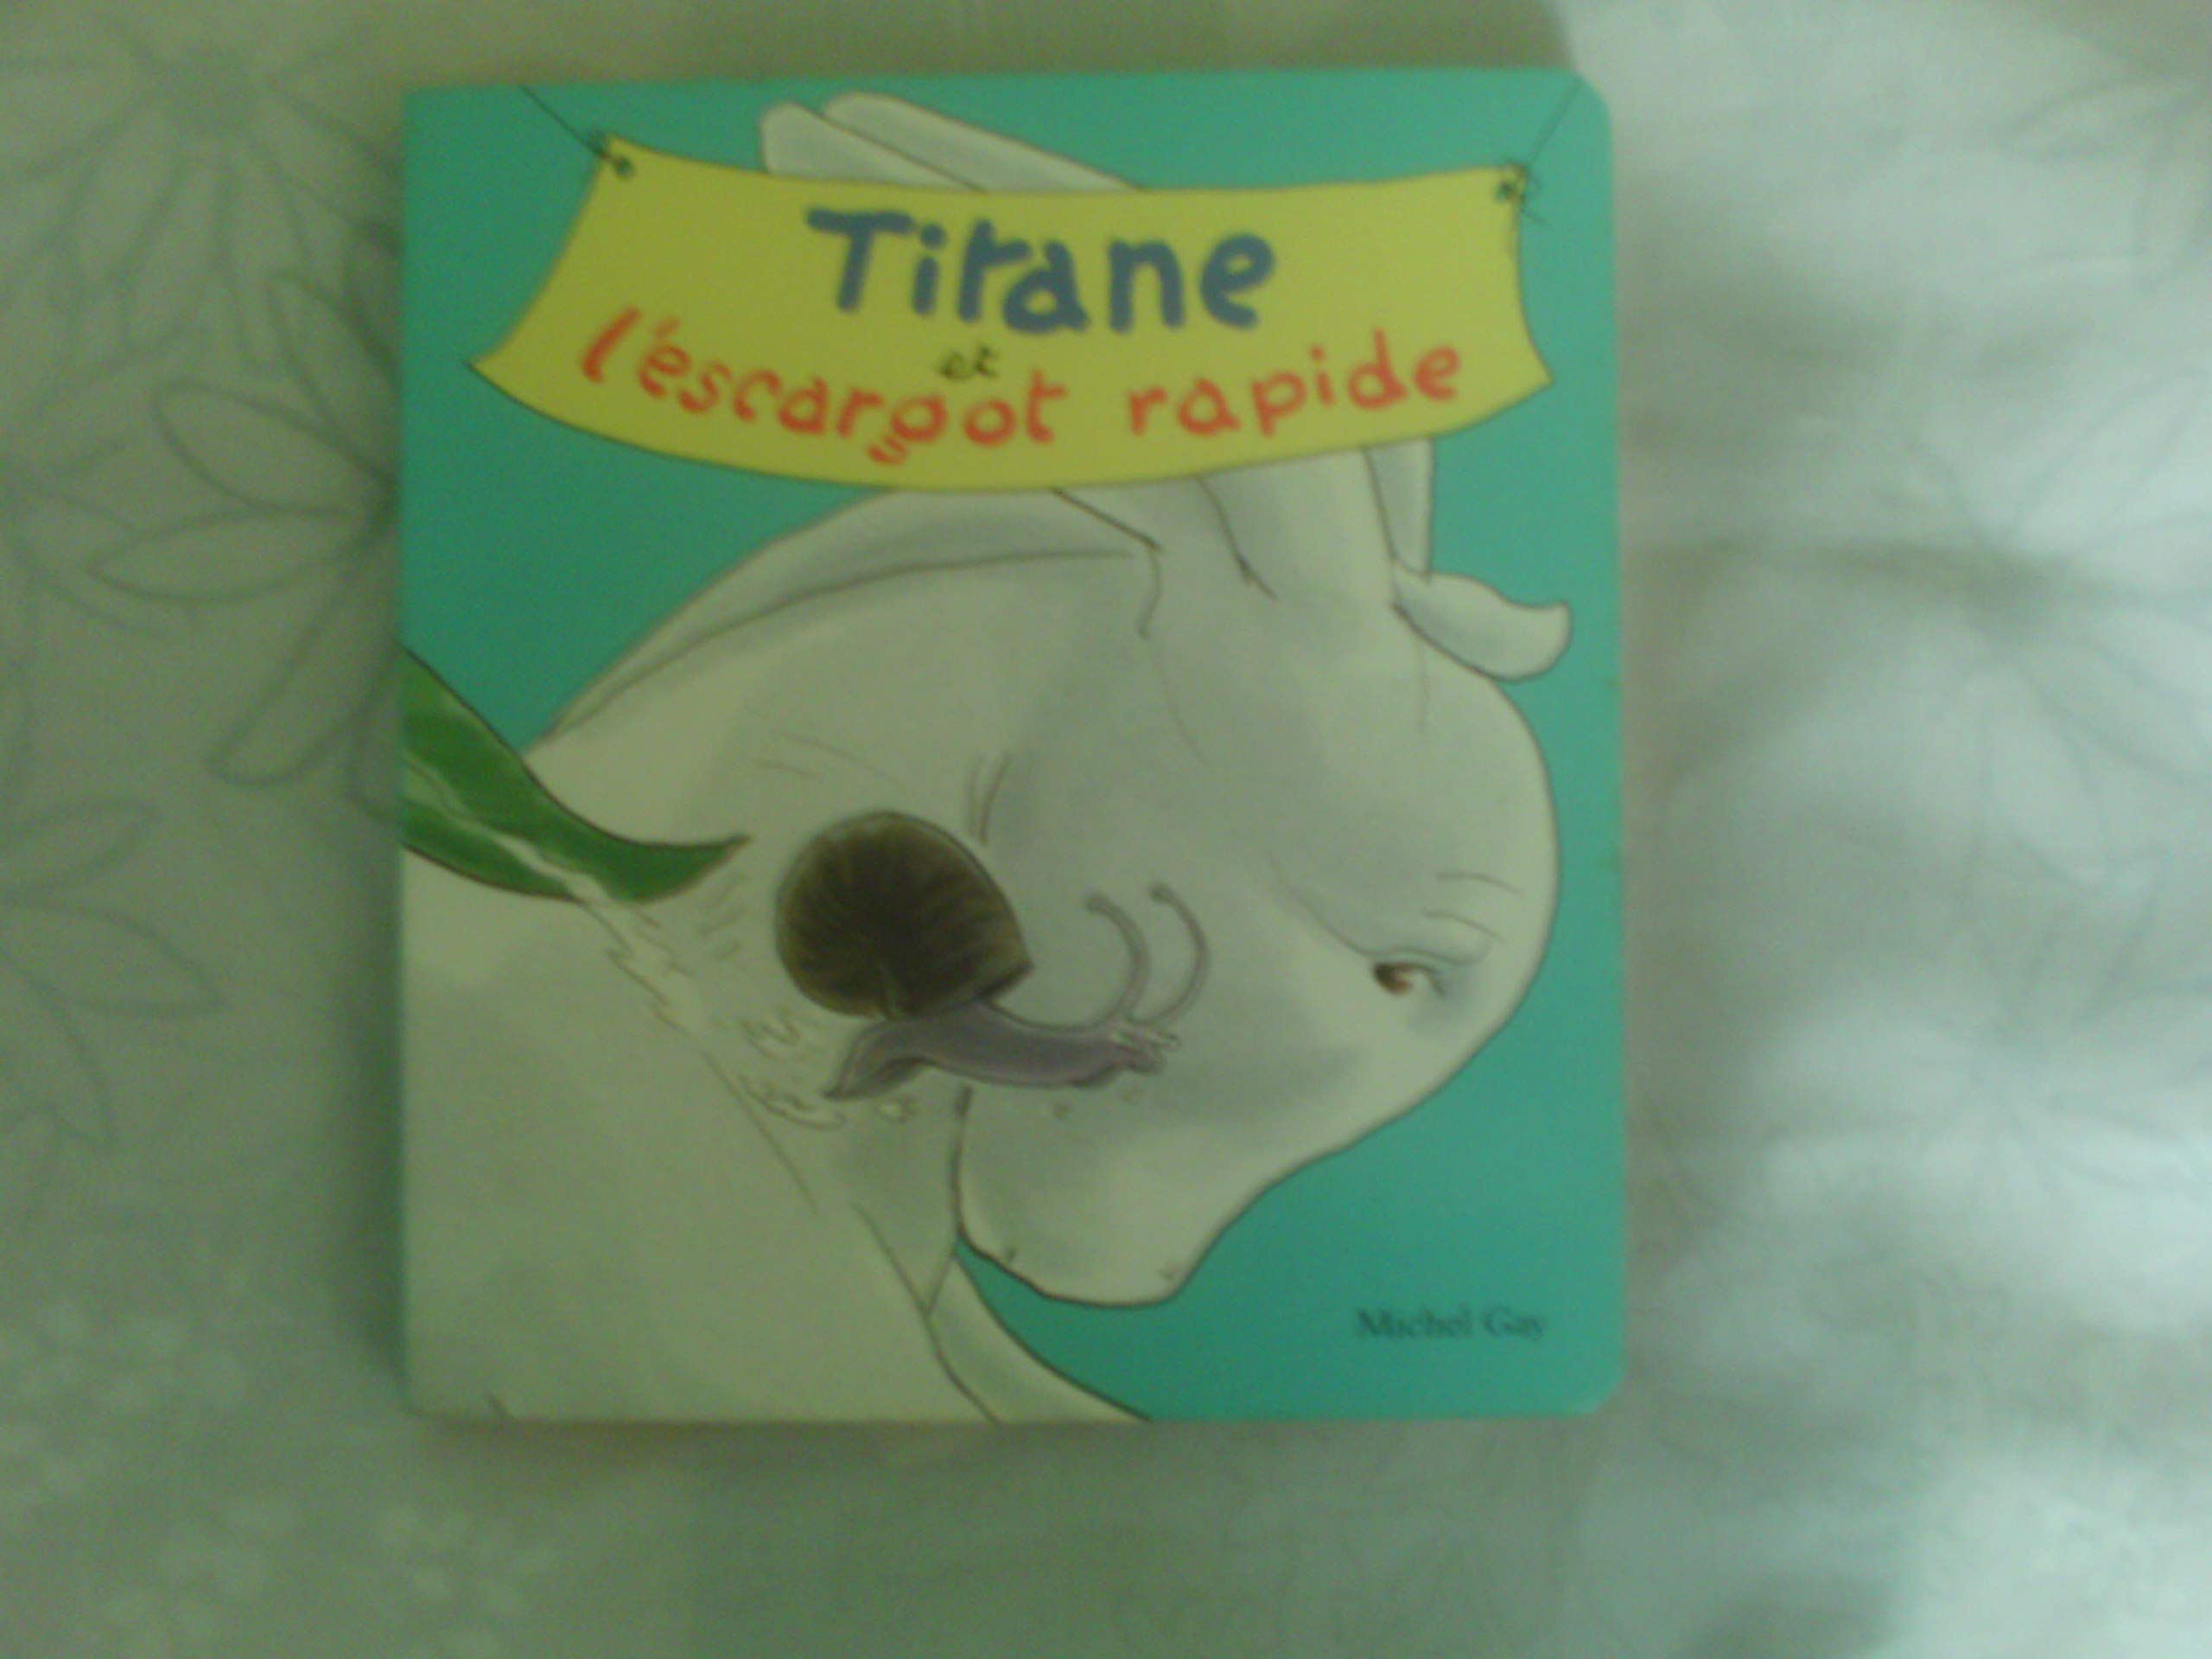 Titane
et
l'escargot rapide
Michel Gay